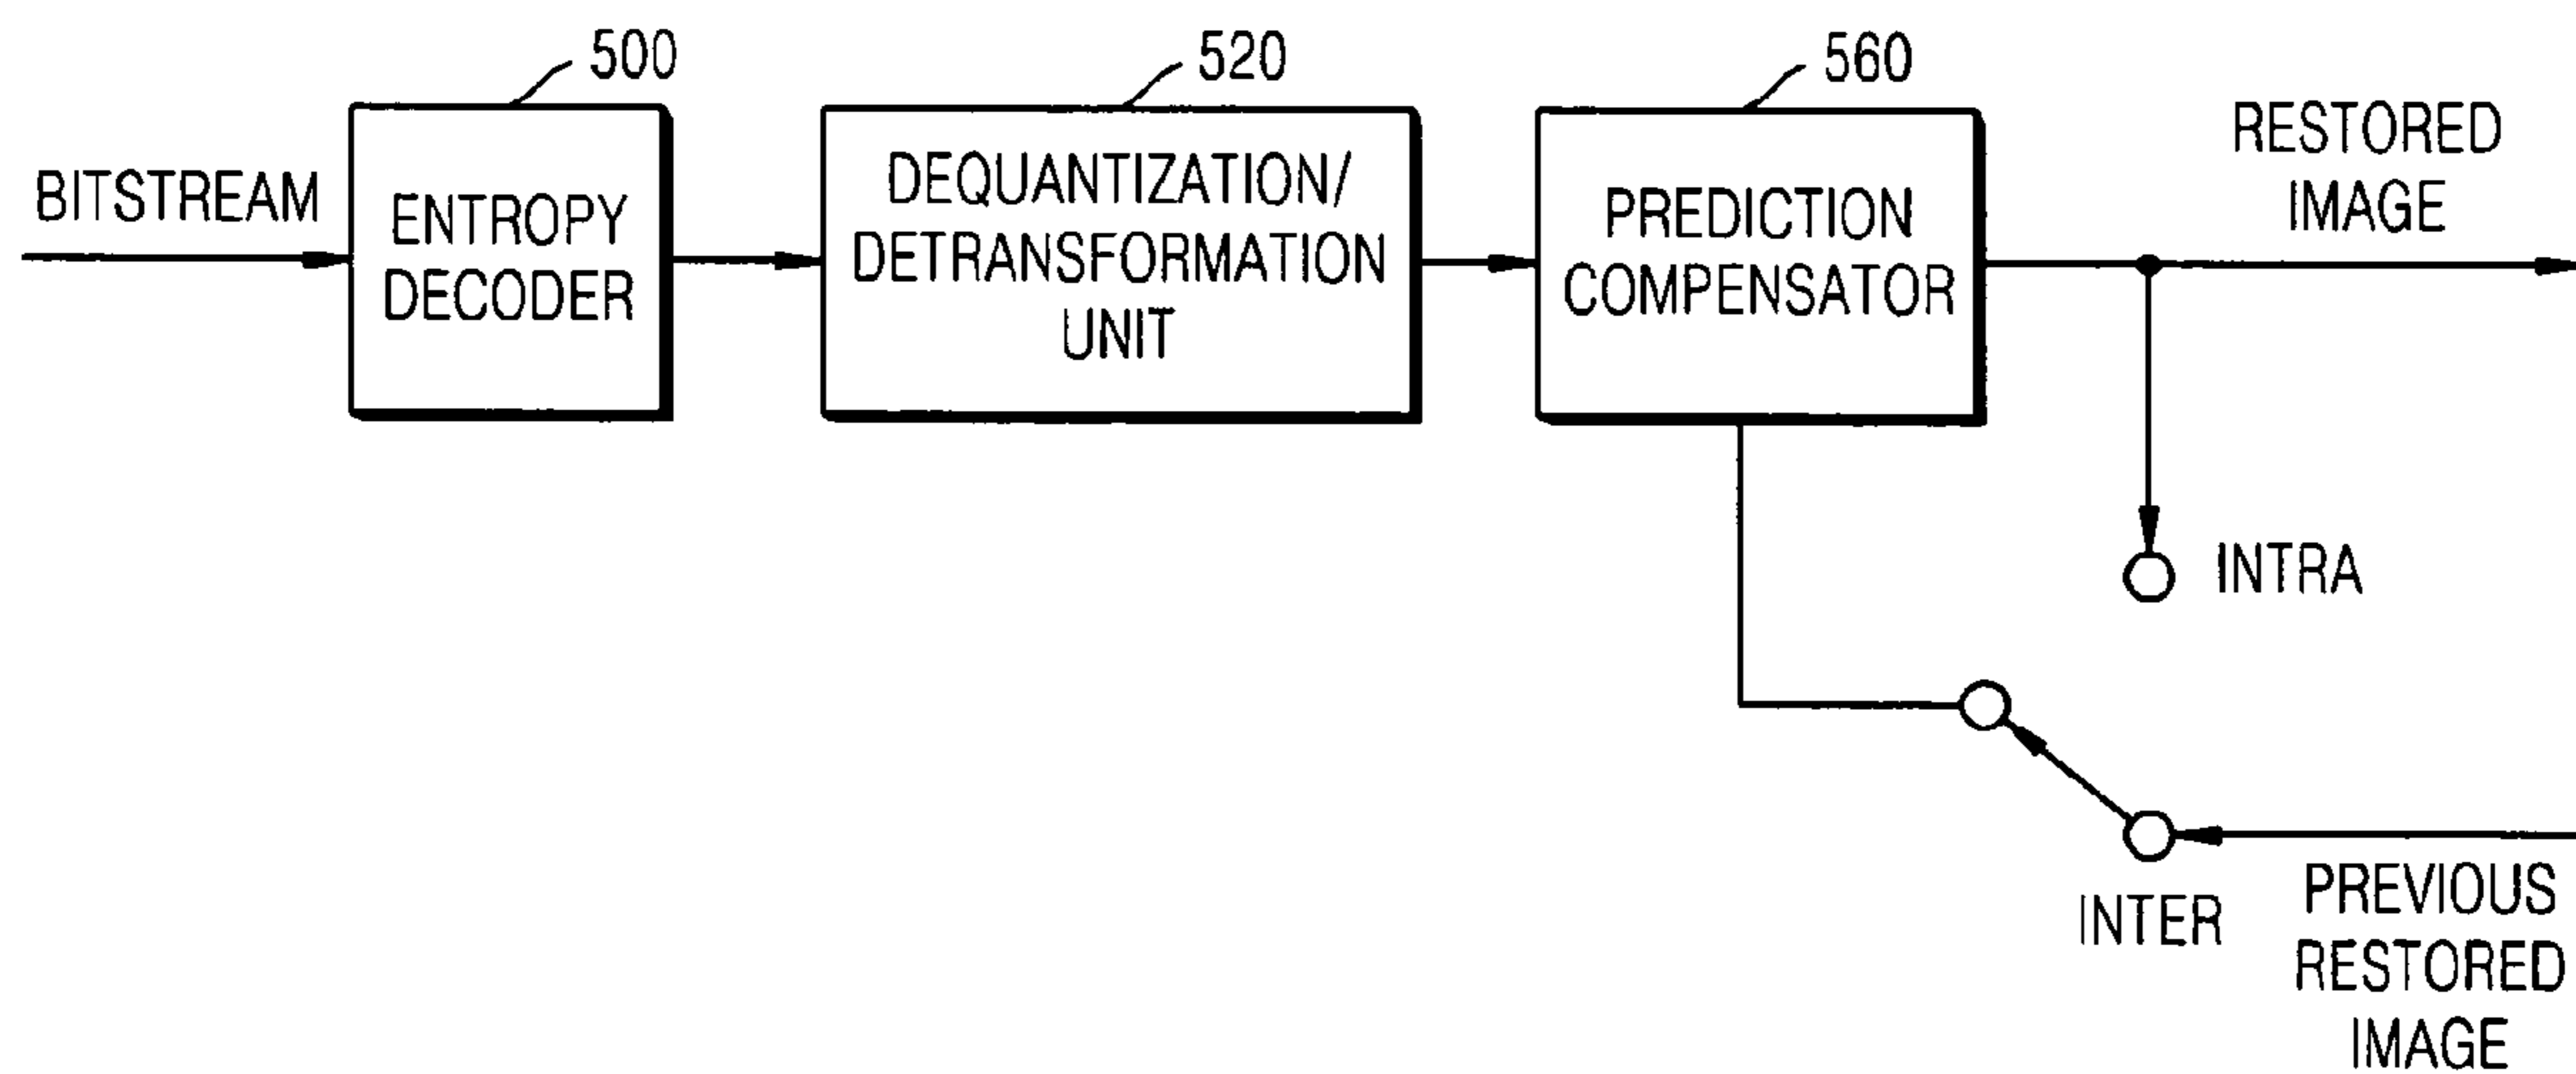 500
520
560
BITSTREAM
ENTROPY
DECODER
DEQUANTIZATION/
DETRANSFORMATION
UNIT
PREDICTION
COMPENSATOR
RESTORED
IMAGE
INTRA
INTER
PREVIOUS
RESTORED
IMAGE